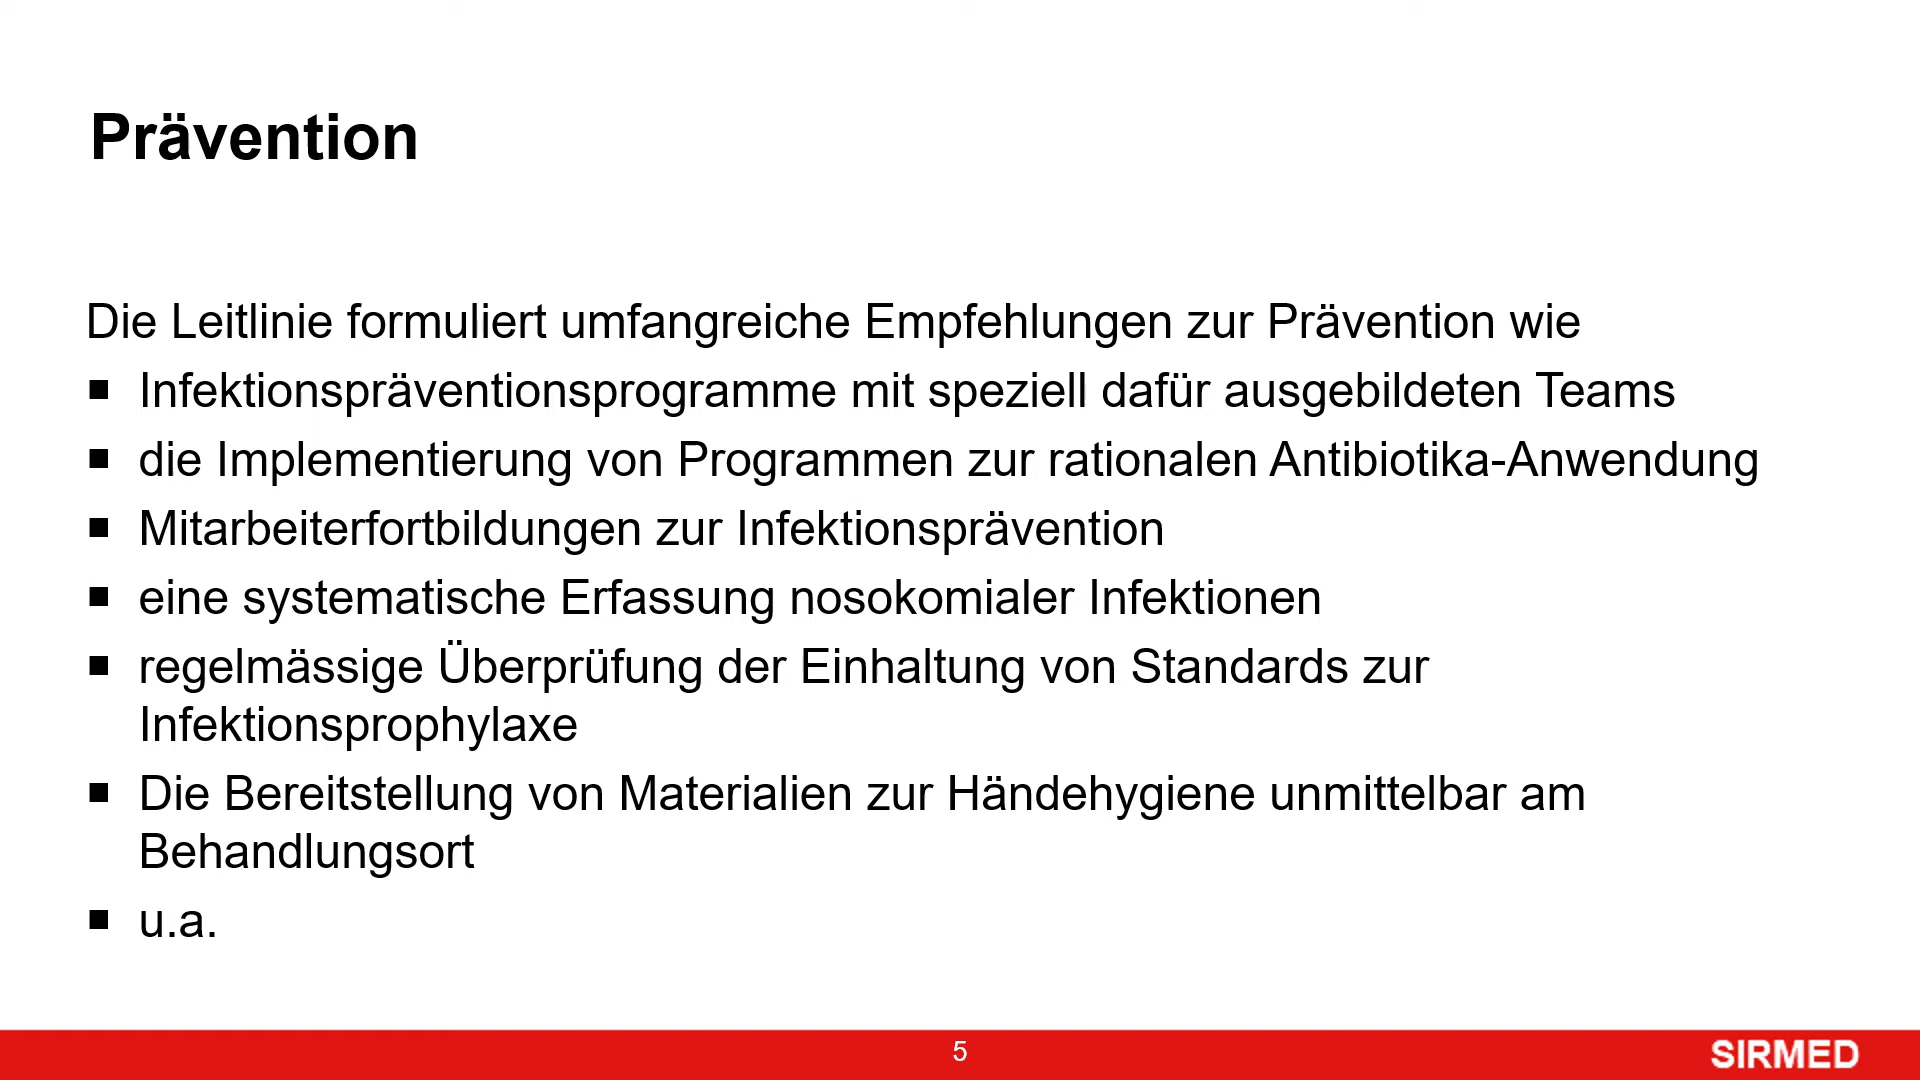 Prävention
Die Leitlinie formuliert umfangreiche Empfehlungen zur Prävention wie
▪ Infektionspräventionsprogramme mit speziell dafür ausgebildeten Teams
▪ die Implementierung von Programmen zur rationalen Antibiotika-Anwendung
▪ Mitarbeiterfortbildungen zur Infektionsprävention
▪ eine systematische Erfassung nosokomialer Infektionen
▪ regelmässige Überprüfung der Einhaltung von Standards zur
Infektionsprophylaxe
▪ Die Bereitstellung von Materialien zur Händehygiene unmittelbar am
Behandlungsort
▪ u.a.
5
SIRMED